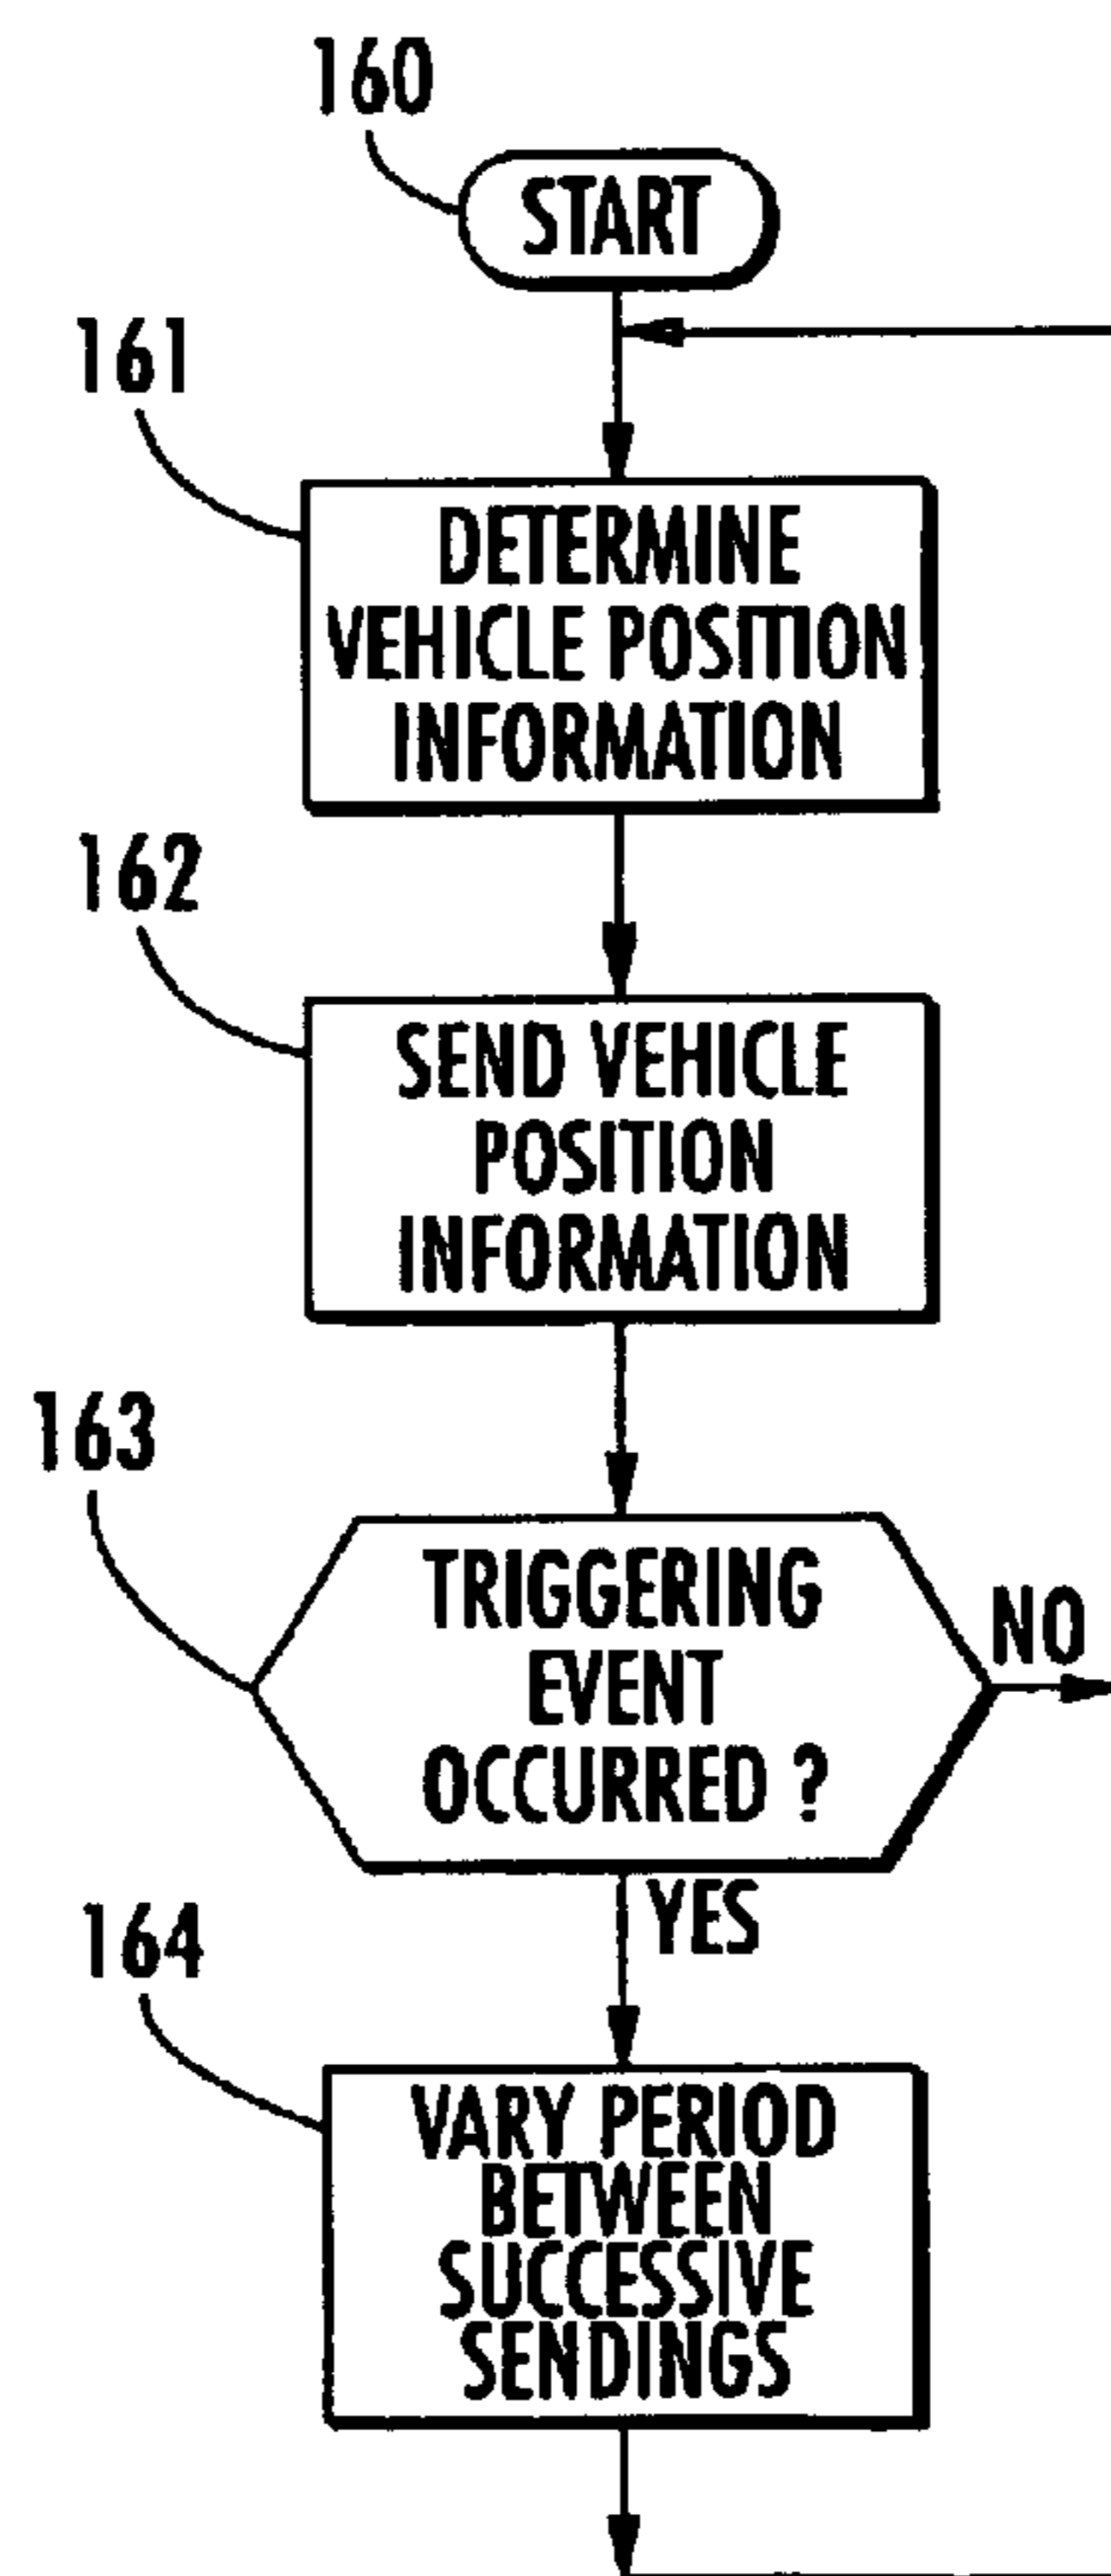 160
START
161
DETERMINE
VEHICLE POSITION
INFORMATION
162
SEND VEHICLE
POSITION
INFORMATION
163
TRIGGERING
EVENT
OCCURRED ?
NO
YES
164
VARY PERIOD
BETWEEN
SUCCESSIVE
SENDINGS